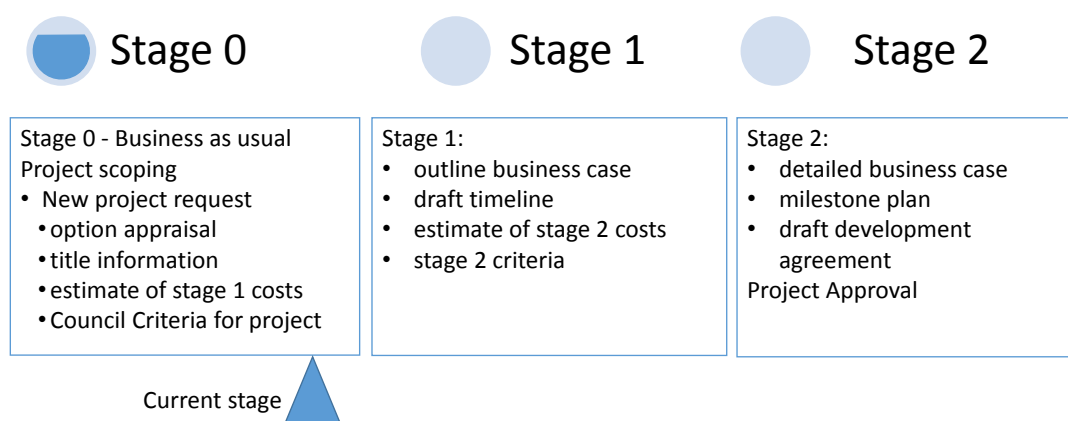 Stage 0
Stage 1
Stage 2
Stage 0 - Business as usual
Project scoping
• New project request
• option appraisal
• title information
• estimate of stage 1 costs
• Council Criteria for project
Stage 1:
• outline business case
• draft timeline
• estimate of stage 2 costs
• stage 2 criteria
Stage 2:
• detailed business case
• milestone plan
• draft development
agreement
Project Approval
Current stage